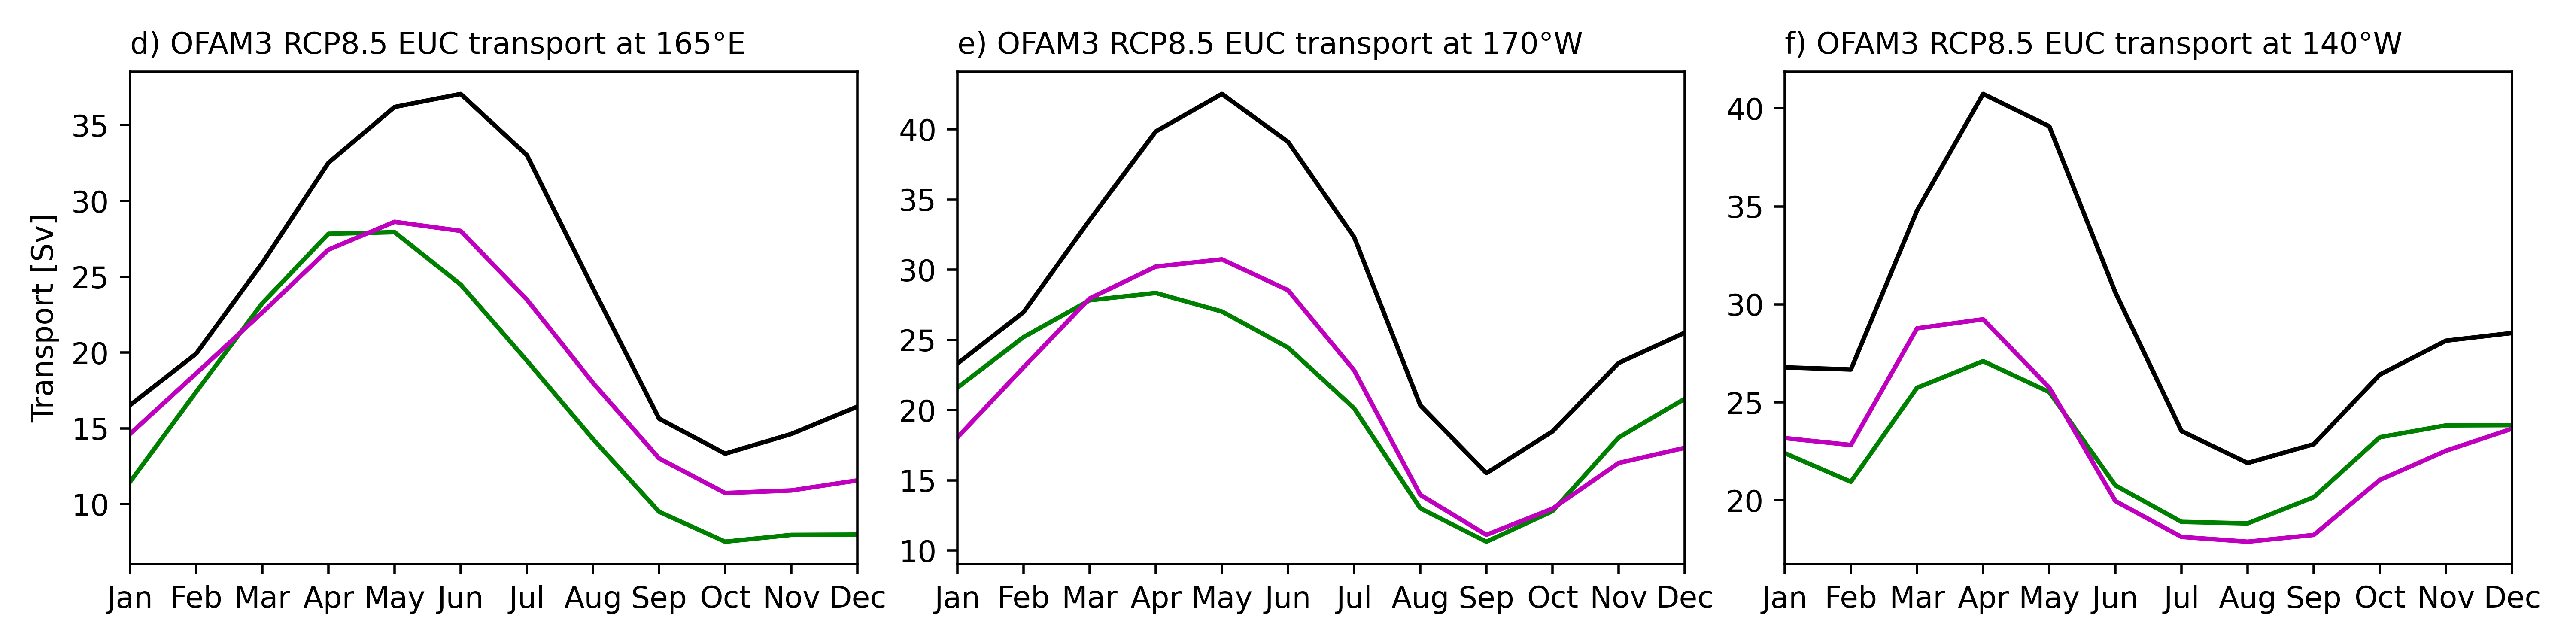 d) OFAM3 RCP8.5 EUC transport at 165°E
Transport [Sv]
35
30
25
20
15
10
Jan Feb Mar Apr May Jun Jul Aug Sep Oct Nov Dec
e) OFAM3 RCP8.5 EUC transport at 170°W
40
35
30
25
20
15
10
Jan Feb Mar Apr May Jun Jul Aug Sep Oct Nov Dec
f) OFAM3 RCP8.5 EUC transport at 140°W
40
35
30
25
20
Jan Feb Mar Apr May Jun Jul Aug Sep Oct Nov Dec